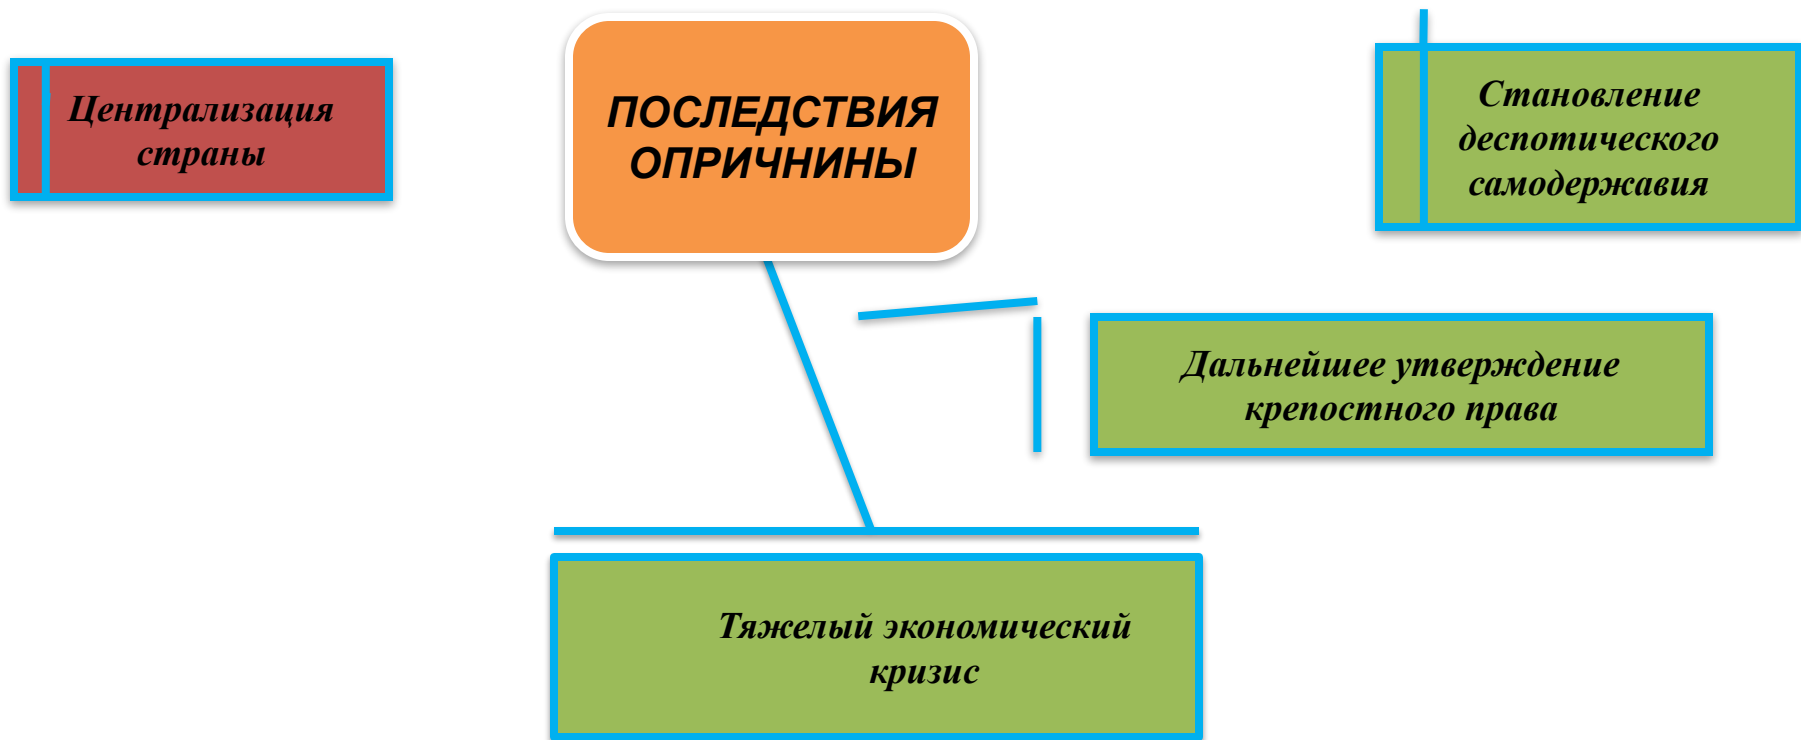 Централизация
страны
ПОСЛЕДСТВИЯ
ОПРИЧНИНЫ
Становление
деспотического
самодержавия
Дальнейшее утверждение
крепостного права
Тяжелый экономический
кризис